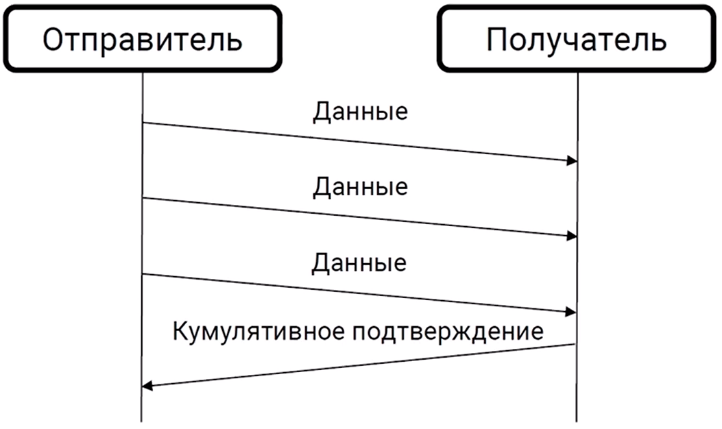 Отправитель
Получатель
Данные
Данные
Данные
Кумулятивное подтверждение